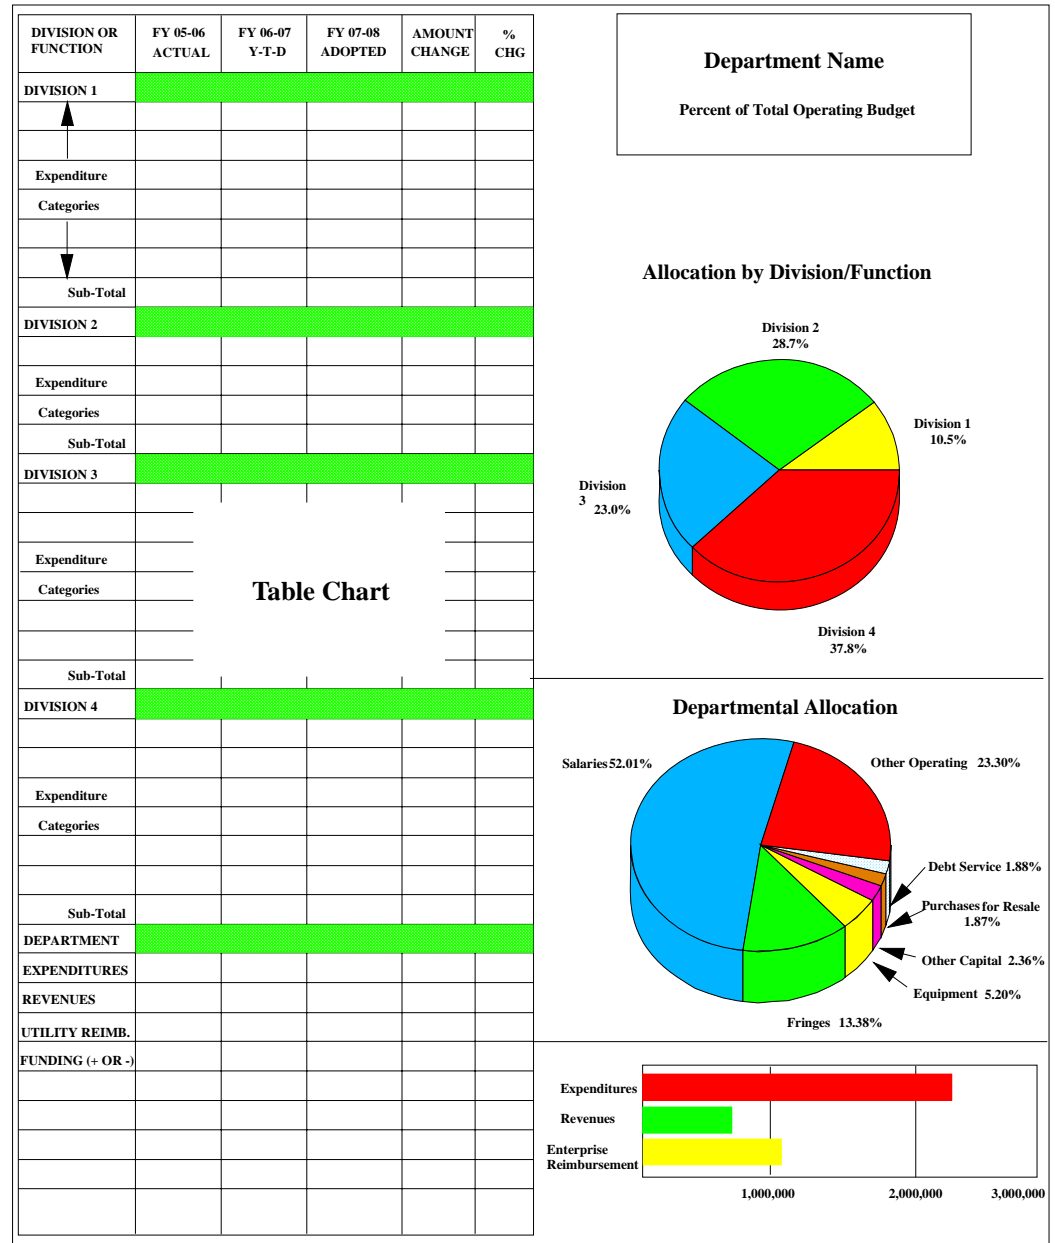 DIVISION OR FUNCTION FY 05-06 ACTUAL FY 06-07 Y-T-D FY 07-08 ADOPTED AMOUNT CHANGE % CHG
DIVISION 1
Expenditure
Categories
Sub-Total
DIVISION 2
Expenditure
Categories
Sub-Total
DIVISION 3
Expenditure
Categories
Table Chart
Sub-Total
DIVISION 4
Expenditure
Categories
Sub-Total
DEPARTMENT
EXPENDITURES
REVENUES
UTILITY REIMB.
FUNDING (+ OR -)
Department Name
Percent of Total Operating Budget
Allocation by Division/Function
Division 2
28.7%
Division 1
10.5%
Division
3 23.0%
Division 4
37.8%
Departmental Allocation
Salaries 52.01%
Other Operating 23.30%
Debt Service 1.88%
Purchases for Resale
1.87%
Other Capital 2.36%
Equipment 5.20%
Fringes 13.38%
Expenditures
Revenues
Enterprise
Reimbursement
1,000,000 2,000,000 3,000,000